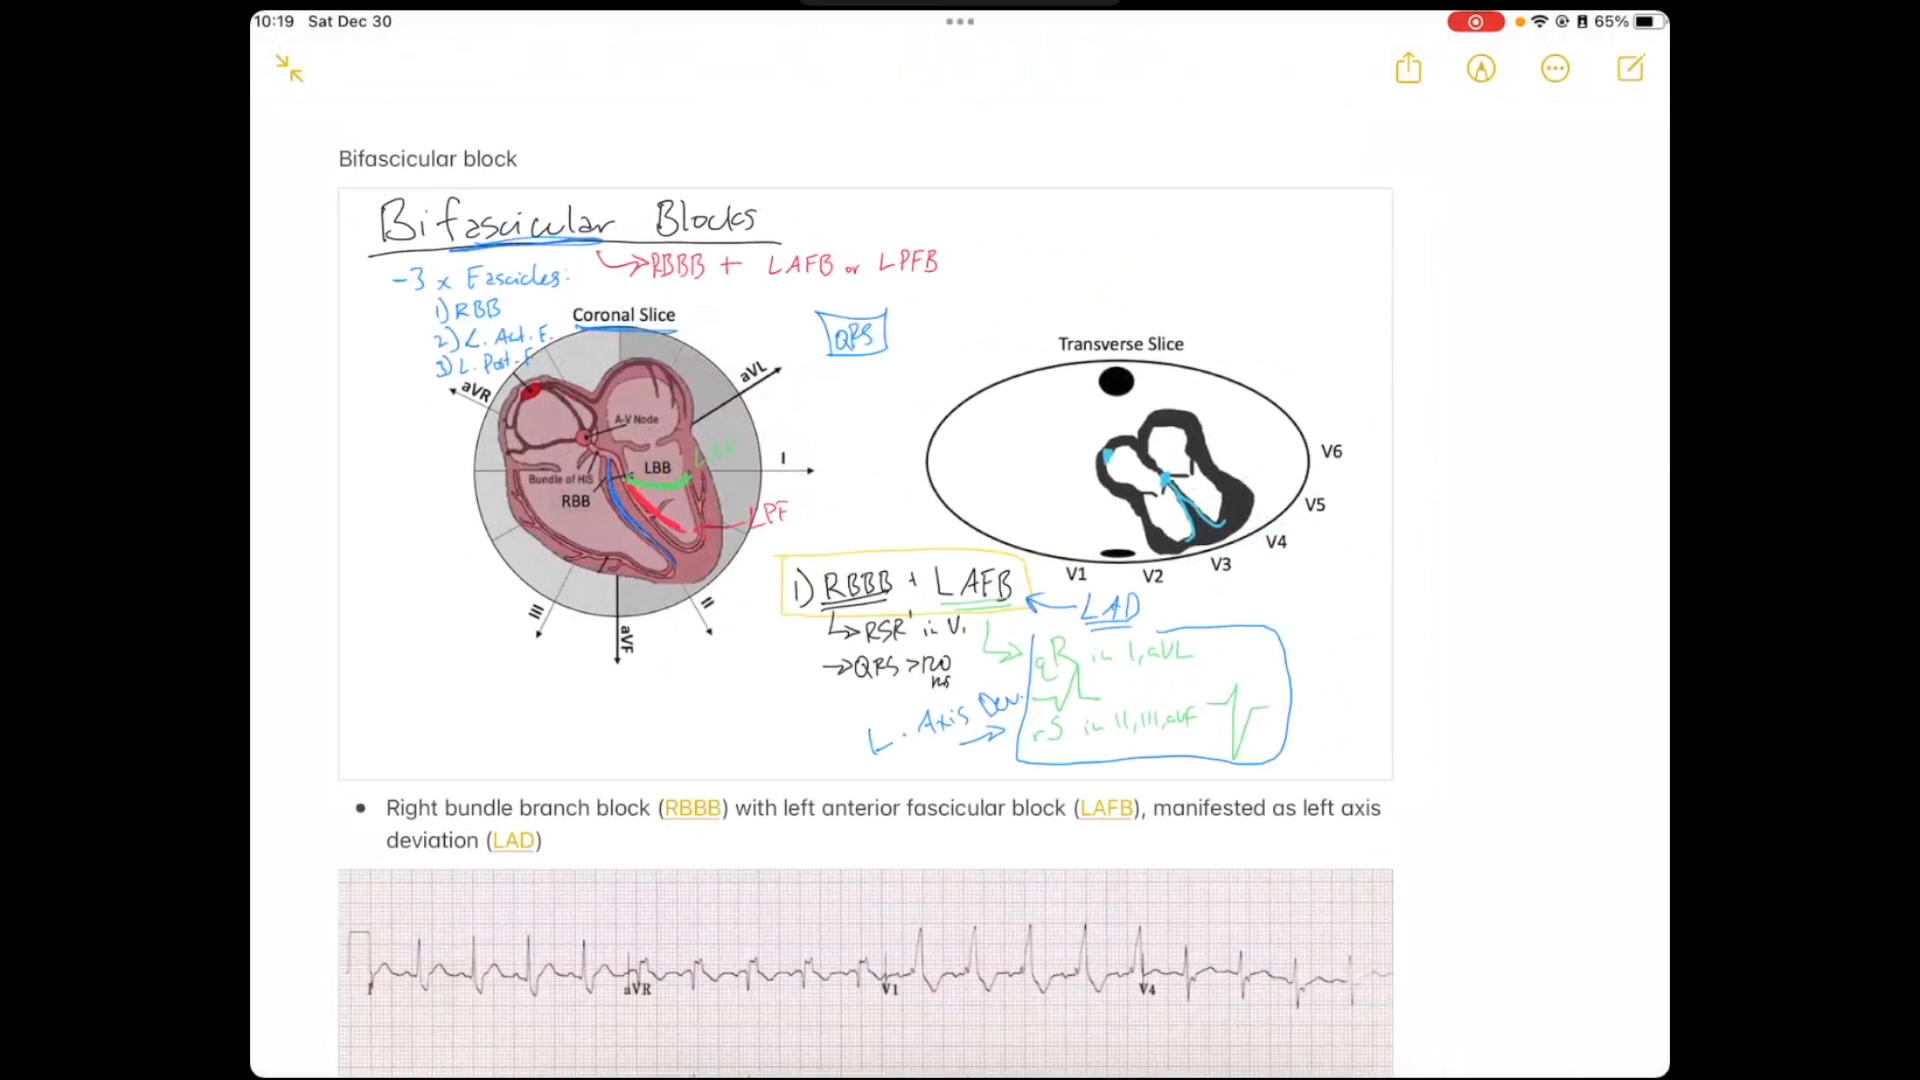 10:19 Sat Dec 30
65%
Bifascicular block
Bifascicular Blocks
→RBBB + LAFB or LPFB
-3 x Fascicles:
1) RBB
2) L. Ant. F.
3) L. Post. F
Coronal Slice
QRS
Transverse Slice
aVR
aVL
A-V Node
LAF
LBB
I
Bundle of HIS
RBB
LPF
III
aVF
II
V6
V5
V4
V3
V2
V1
1) RBBB + LAFB
← LAD
→RSR' in V1
→QRS >120
ms
→ qR in I, aVL
L. Axis Dev.
→
rS in II, III, aVF
• Right bundle branch block (RBBB) with left anterior fascicular block (LAFB), manifested as left axis
deviation (LAD)
I
aVR
V1
V4